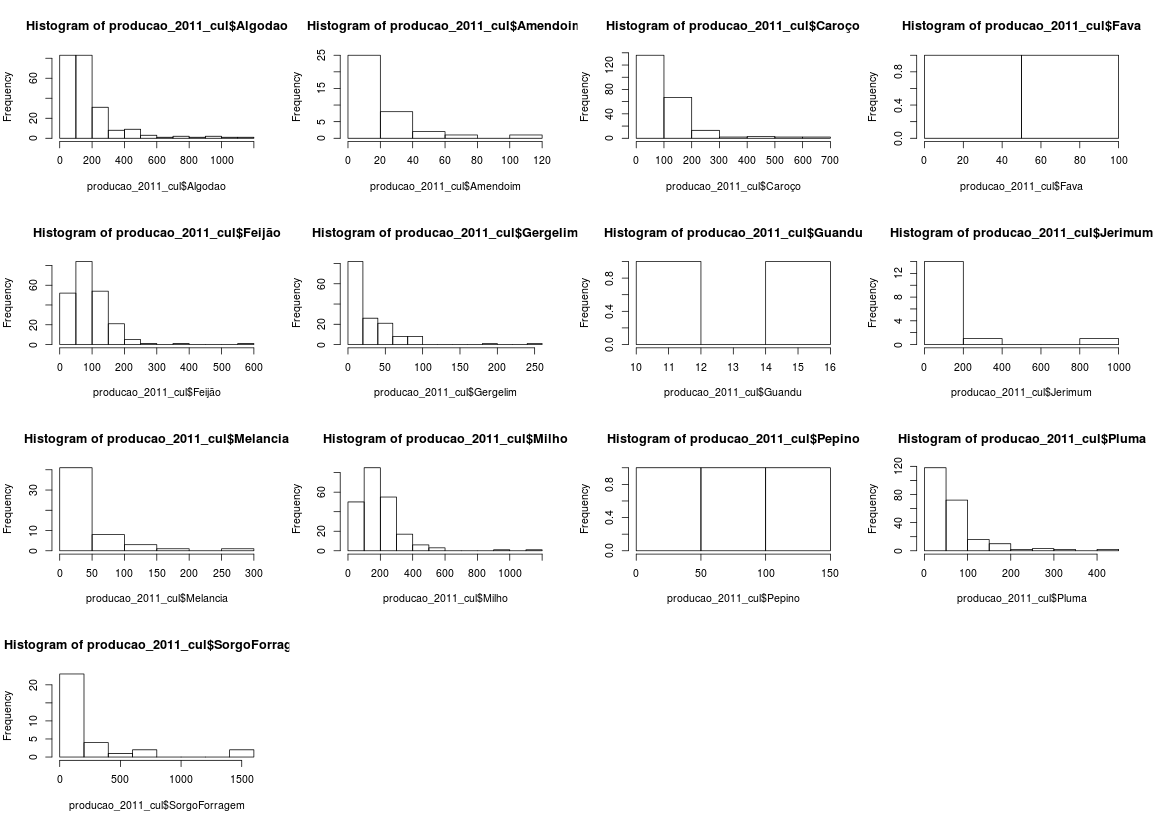 Histogram of producao_2011_cul$Algodao
Frequency
0 20 60
0 200 400 600 800 1000
producao_2011_cul$Algodao
Histogram of producao_2011_cul$Amendoin
Frequency
0 5 15 25
0 20 40 60 80 100 120
producao_2011_cul$Amendoim
Histogram of producao_2011_cul$Caroço
Frequency
0 40 80 120
0 100 200 300 400 500 600 700
producao_2011_cul$Caroço
Histogram of producao_2011_cul$Fava
Frequency
0.0 0.4 0.8
0 20 40 60 80 100
producao_2011_cul$Fava
Histogram of producao_2011_cul$Feijão
Frequency
0 20 60
0 100 200 300 400 500 600
producao_2011_cul$Feijão
Histogram of producao_2011_cul$Gergelim
Frequency
0 20 60
0 50 100 150 200 250
producao_2011_cul$Gergelim
Histogram of producao_2011_cul$Guandu
Frequency
0.0 0.4 0.8
10 11 12 13 14 15 16
producao_2011_cul$Guandu
Histogram of producao_2011_cul$Jerimum
Frequency
0 4 8 12
0 200 400 600 800 1000
producao_2011_cul$Jerimum
Histogram of producao_2011_cul$Melancia
Frequency
0 10 30
0 50 100 150 200 250 300
producao_2011_cul$Melancia
Histogram of producao_2011_cul$Milho
Frequency
0 20 60
0 200 400 600 800 1000
producao_2011_cul$Milho
Histogram of producao_2011_cul$Pepino
Frequency
0.0 0.4 0.8
0 50 100 150
producao_2011_cul$Pepino
Histogram of producao_2011_cul$Pluma
Frequency
0 40 80 120
0 100 200 300 400
producao_2011_cul$Pluma
Histogram of producao_2011_cul$SorgoForrag
Frequency
0 5 10 20
0 500 1000 1500
producao_2011_cul$SorgoForragem